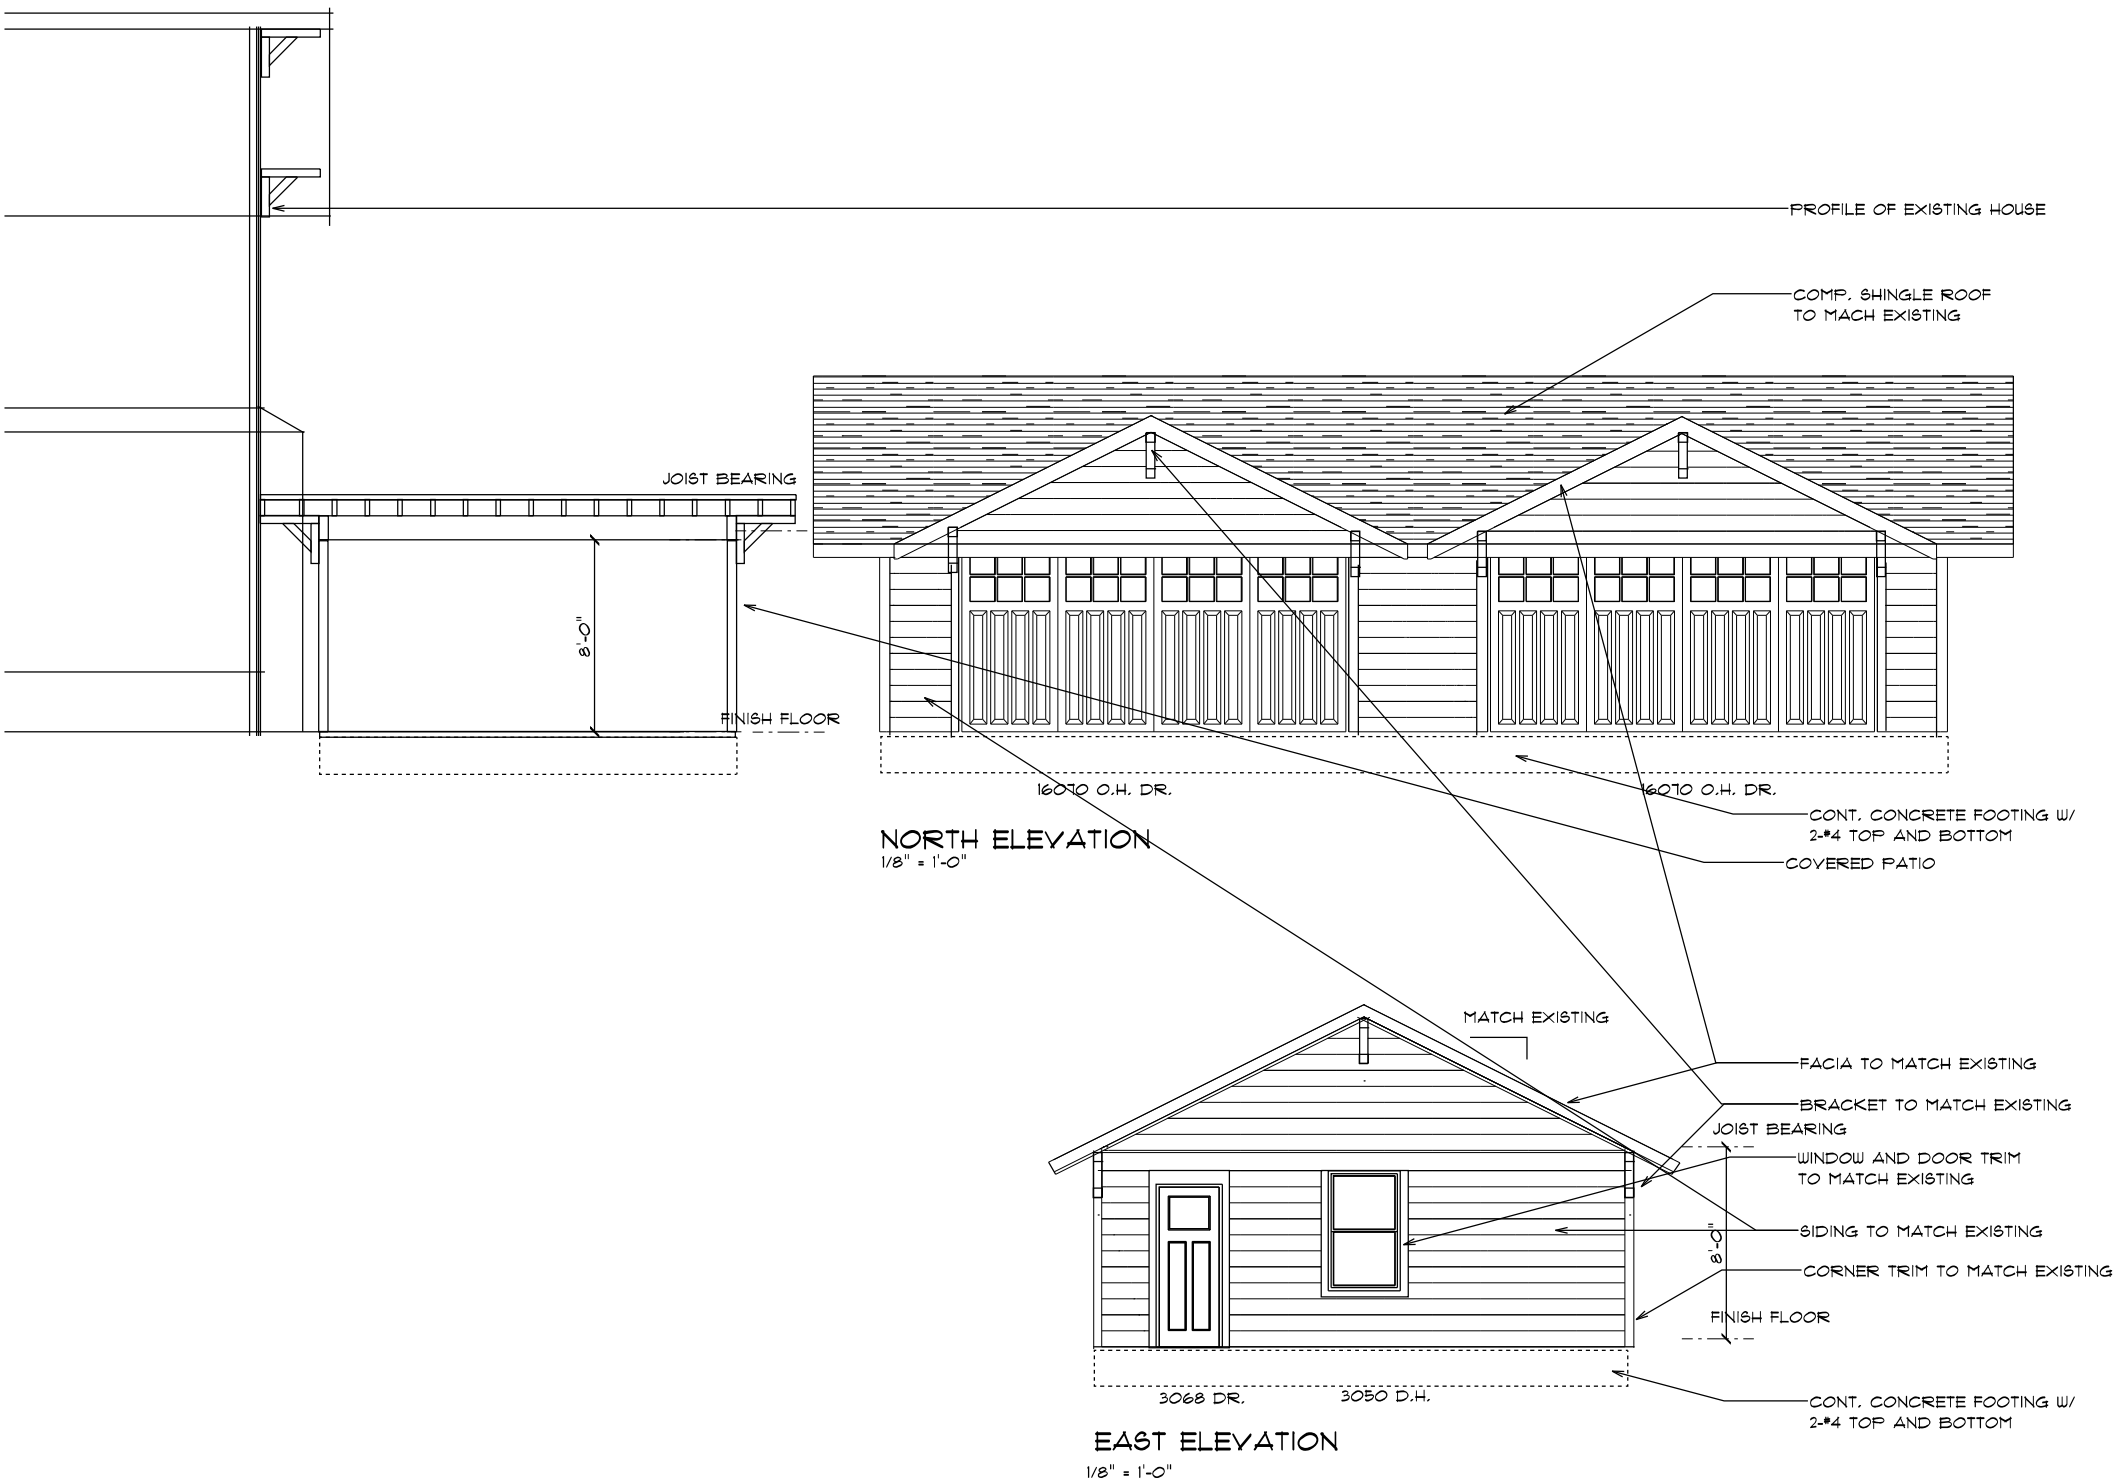 PROFILE OF EXISTING HOUSE
COMP. SHINGLE ROOF
TO MACH EXISTING
JOIST BEARING
8'-0"
FINISH FLOOR
16070 O.H. DR.
16070 O.H. DR.
CONT. CONCRETE FOOTING W/
2-#4 TOP AND BOTTOM
NORTH ELEVATION
1/8" = 1'-0"
COVERED PATIO
MATCH EXISTING
FACIA TO MATCH EXISTING
BRACKET TO MATCH EXISTING
JOIST BEARING
WINDOW AND DOOR TRIM
TO MATCH EXISTING
SIDING TO MATCH EXISTING
8'-0"
CORNER TRIM TO MATCH EXISTING
FINISH FLOOR
3068 DR.
3050 D.H.
CONT. CONCRETE FOOTING W/
2-#4 TOP AND BOTTOM
EAST ELEVATION
1/8" = 1'-0"